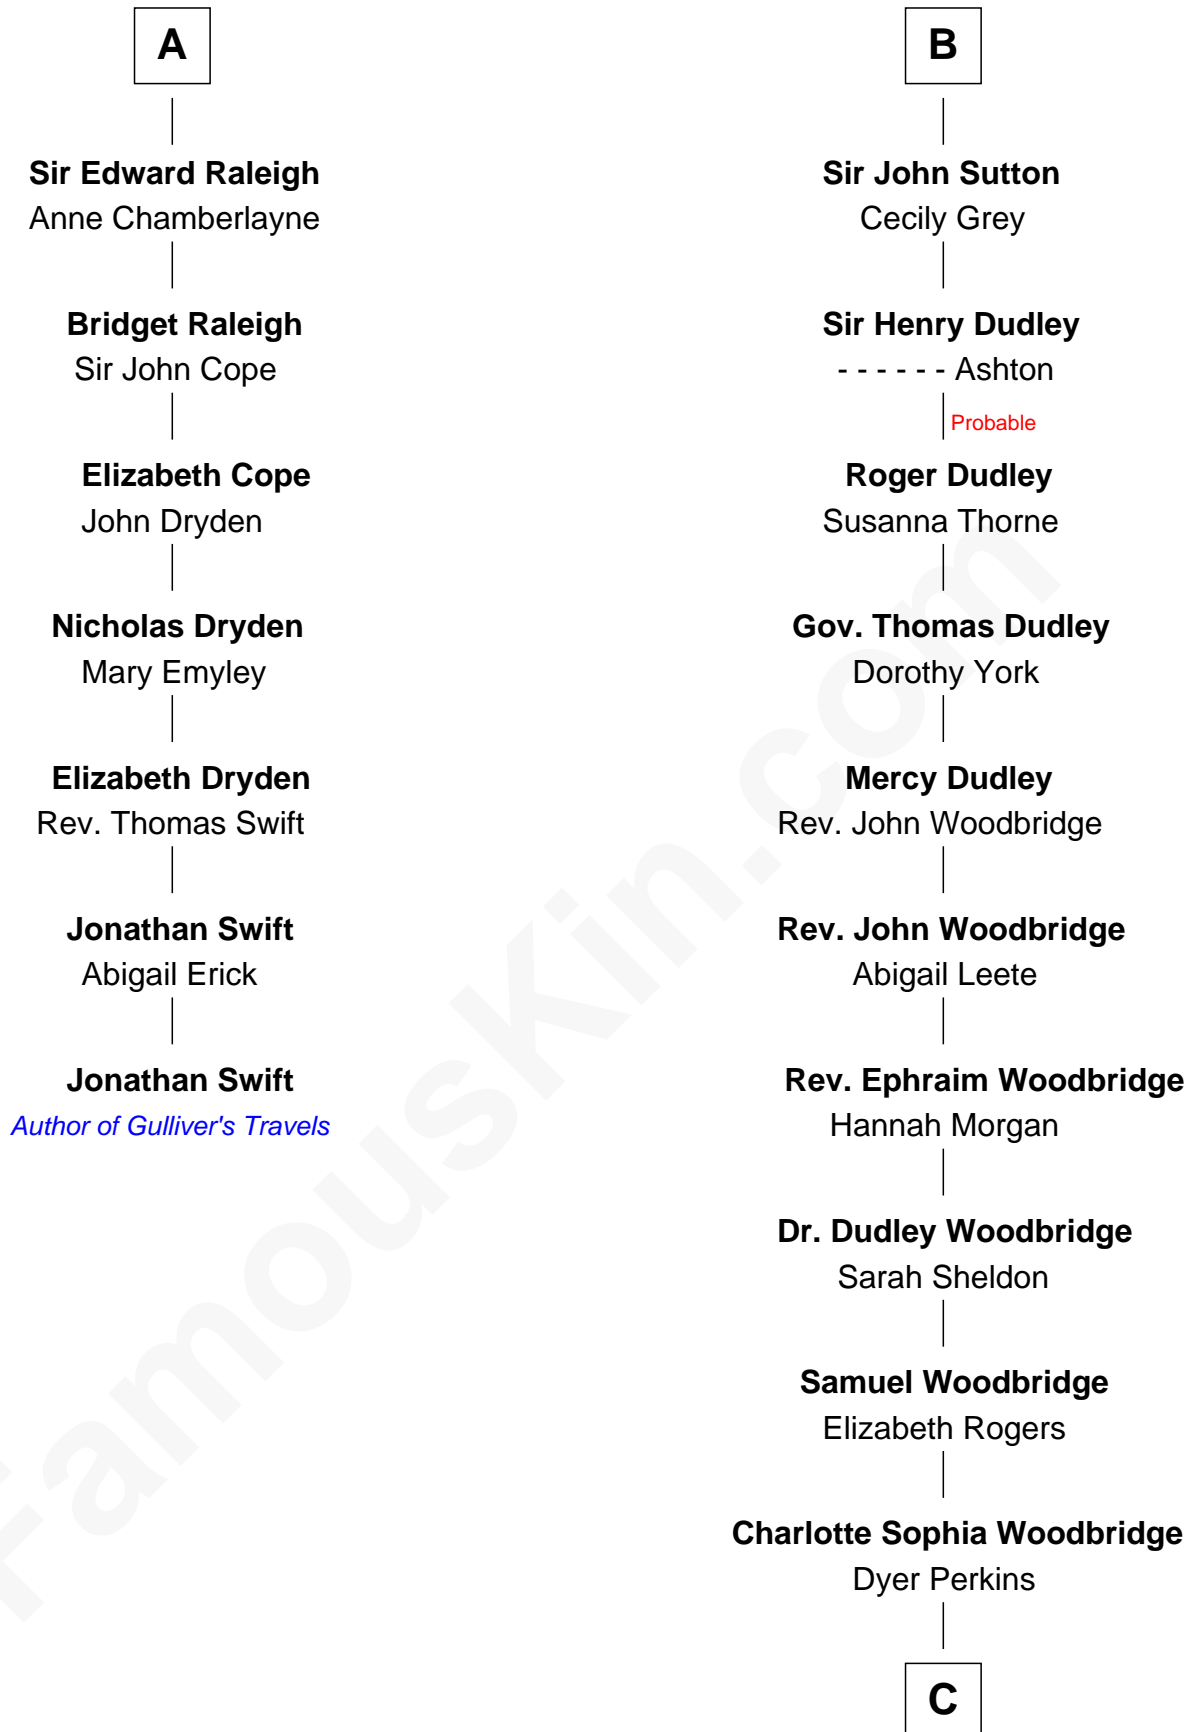 A
Sir Edward Raleigh
Anne Chamberlayne
Bridget Raleigh
Sir John Cope
Elizabeth Cope
John Dryden
Nicholas Dryden
Mary Emyley
Elizabeth Dryden
Rev. Thomas Swift
Jonathan Swift
Abigail Erick
Jonathan Swift
Author of Gulliver's Travels
B
Sir John Sutton
Cecily Grey
Sir Henry Dudley
- - - - - - Ashton
Probable
Roger Dudley
Susanna Thorne
Gov. Thomas Dudley
Dorothy York
Mercy Dudley
Rev. John Woodbridge
Rev. John Woodbridge
Abigail Leete
Rev. Ephraim Woodbridge
Hannah Morgan
Dr. Dudley Woodbridge
Sarah Sheldon
Samuel Woodbridge
Elizabeth Rogers
Charlotte Sophia Woodbridge
Dyer Perkins
C
FamousKin.com